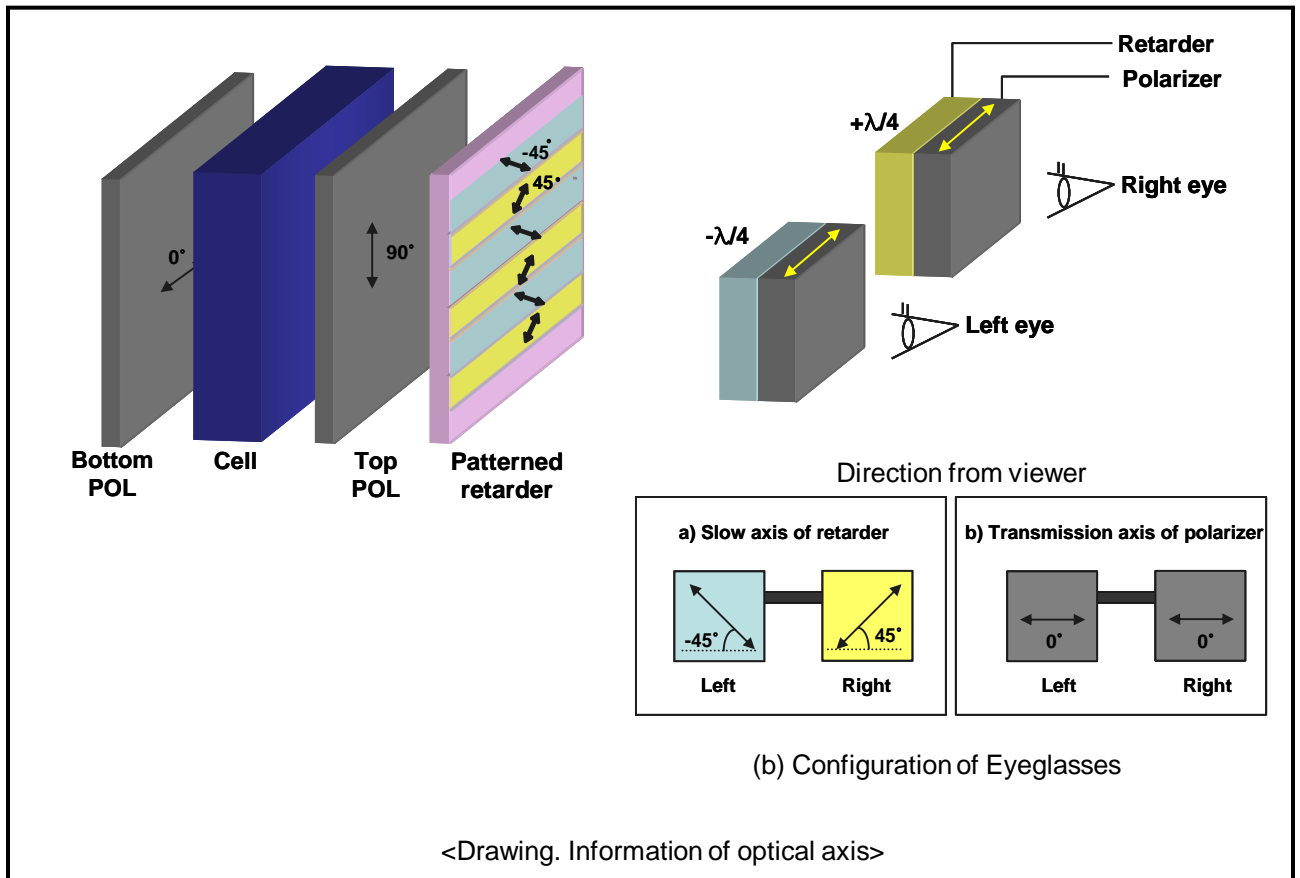 Retarder
Polarizer
+λ/4
-45°
45°
Right eye
-λ/4
0°
90°
Left eye
Bottom
POL
Cell
Top
POL
Patterned
retarder
Direction from viewer
a) Slow axis of retarder
-45°
45°
Left
Right
b) Transmission axis of polarizer
0°
0°
Left
Right
(b) Configuration of Eyeglasses
<Drawing. Information of optical axis>